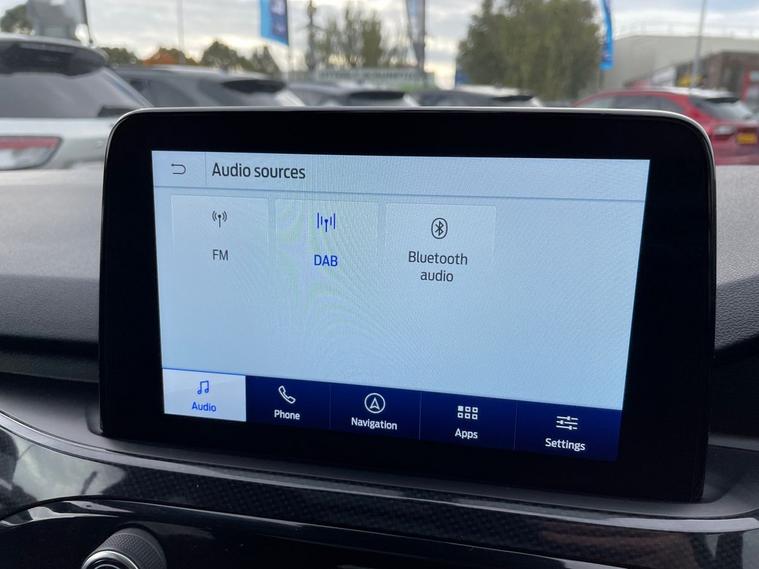 Audio sources
FM
DAB
Bluetooth
audio
Audio
Phone
Navigation
Apps
Settings